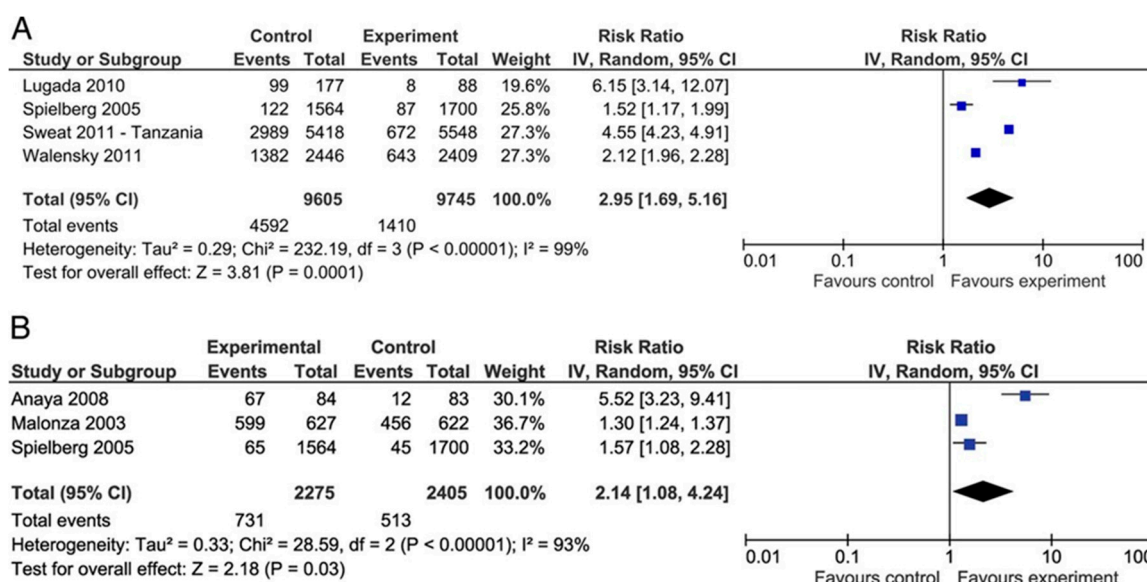 A
Control Experiment Risk Ratio Risk Ratio
Study or Subgroup Events Total Events Total Weight IV, Random, 95% CI IV, Random, 95% CI
Lugada 2010 99 177 8 88 19.6% 6.15 [3.14, 12.07]
Spielberg 2005 122 1564 87 1700 25.8% 1.52 [1.17, 1.99]
Sweat 2011 - Tanzania 2989 5418 672 5548 27.3% 4.55 [4.23, 4.91]
Walensky 2011 1382 2446 643 2409 27.3% 2.12 [1.96, 2.28]
Total (95% CI) 9605 9745 100.0% 2.95 [1.69, 5.16]
Total events 4592 1410
Heterogeneity: Tau² = 0.29; Chi² = 232.19, df = 3 (P < 0.00001); I² = 99%
Test for overall effect: Z = 3.81 (P = 0.0001)
0.01 0.1 1 10 100
Favours control Favours experiment
B
Experimental Control Risk Ratio Risk Ratio
Study or Subgroup Events Total Events Total Weight IV, Random, 95% CI IV, Random, 95% CI
Anaya 2008 67 84 12 83 30.1% 5.52 [3.23, 9.41]
Malonza 2003 599 627 456 622 36.7% 1.30 [1.24, 1.37]
Spielberg 2005 65 1564 45 1700 33.2% 1.57 [1.08, 2.28]
Total (95% CI) 2275 2405 100.0% 2.14 [1.08, 4.24]
Total events 731 513
Heterogeneity: Tau² = 0.33; Chi² = 28.59, df = 2 (P < 0.00001); I² = 93%
Test for overall effect: Z = 2.18 (P = 0.03)
0.01 0.1 1 10 100
Favours control Favours experiment